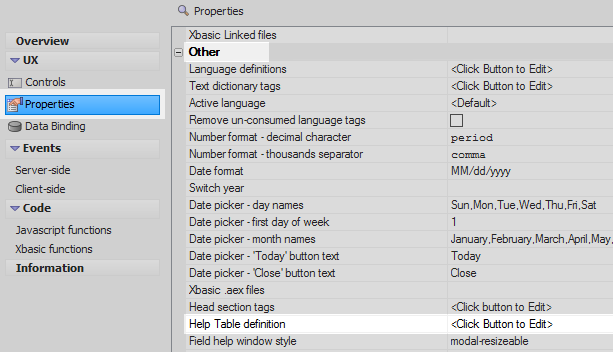 Properties
Overview
UX
Controls
Properties
Data Binding
Events
Server-side
Client-side
Code
Javascript functions
Xbasic functions
Information
Xbasic Linked files
Other
Language definitions <Click Button to Edit>
Text dictionary tags <Click Button to Edit>
Active language <Default>
Remove un-consumed language tags
Number format - decimal character period
Number format - thousands separator comma
Date format MM/dd/yyyy
Switch year
Date picker - day names Sun,Mon,Tue,Wed,Thu,Fri,Sat
Date picker - first day of week 1
Date picker - month names January,February,March,April,May,
Date picker - 'Today' button text Today
Date picker - 'Close' button text Close
Xbasic .aex files
Head section tags <Click button to Edit>
Help Table definition <Click Button to Edit>
Field help window style modal-resizeable